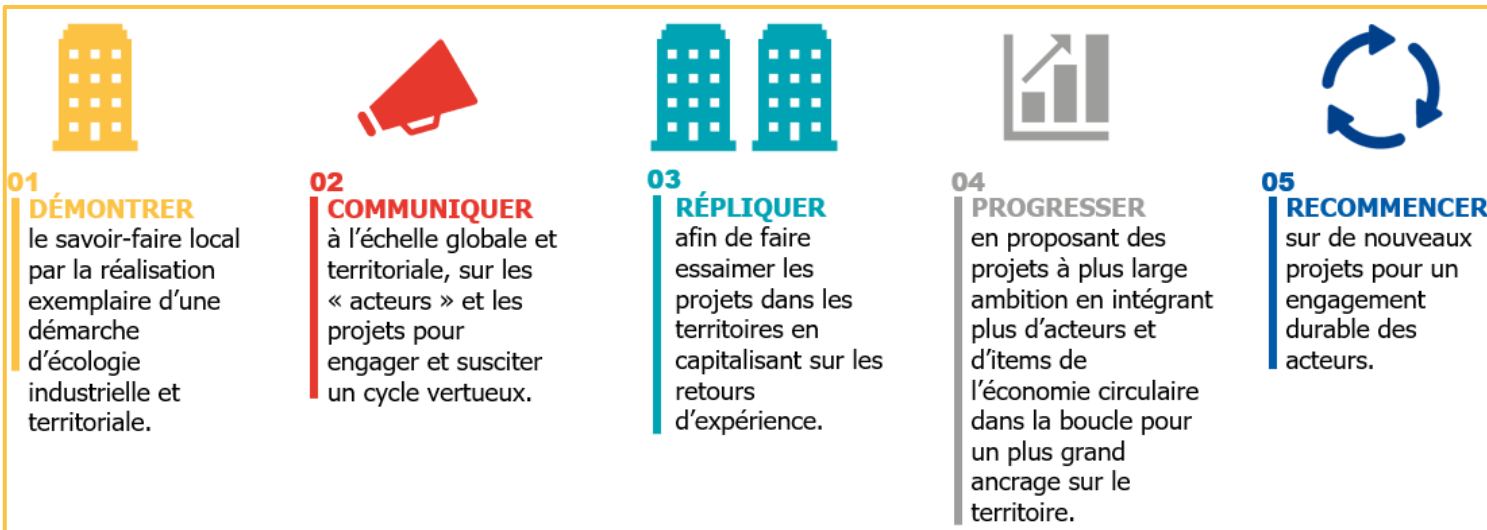 01
DÉMONTRER
le savoir-faire local
par la réalisation
exemplaire d’une
démarche
d’écologie
industrielle et
territoriale.
02
COMMUNIQUER
à l’échelle globale et
territoriale, sur les
« acteurs » et les
projets pour
engager et susciter
un cycle vertueux.
03
RÉPLIQUER
afin de faire
essaimer les
projets dans les
territoires en
capitalisant sur les
retours
d’expérience.
04
PROGRESSER
en proposant des
projets à plus large
ambition en intégrant
plus d’acteurs et
d’items de
l’économie circulaire
dans la boucle pour
un plus grand
ancrage sur le
territoire.
05
RECOMMENCER
sur de nouveaux
projets pour un
engagement
durable des
acteurs.